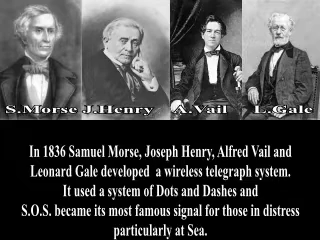 S.Morse J.Henry A.Vail L.Gale
In 1836 Samuel Morse, Joseph Henry, Alfred Vail and
Leonard Gale developed a wireless telegraph system.
It used a system of Dots and Dashes and
S.O.S. became its most famous signal for those in distress
particularly at Sea.